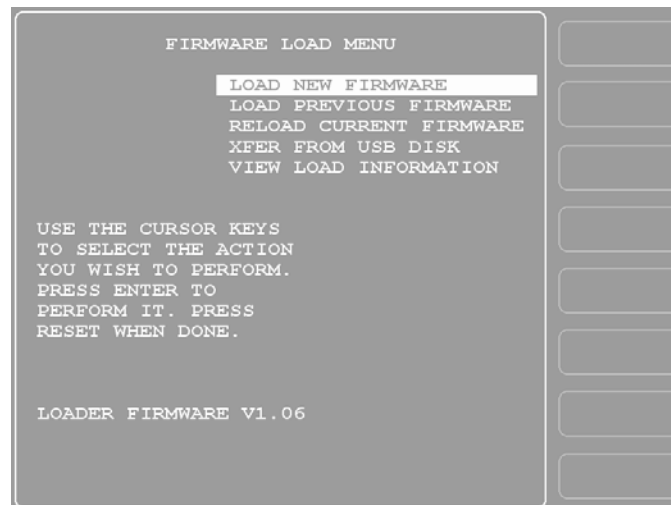 FIRMWARE LOAD MENU
LOAD NEW FIRMWARE
LOAD PREVIOUS FIRMWARE
RELOAD CURRENT FIRMWARE
XFER FROM USB DISK
VIEW LOAD INFORMATION
USE THE CURSOR KEYS
TO SELECT THE ACTION
YOU WISH TO PERFORM.
PRESS ENTER TO
PERFORM IT. PRESS
RESET WHEN DONE.
LOADER FIRMWARE V1.06